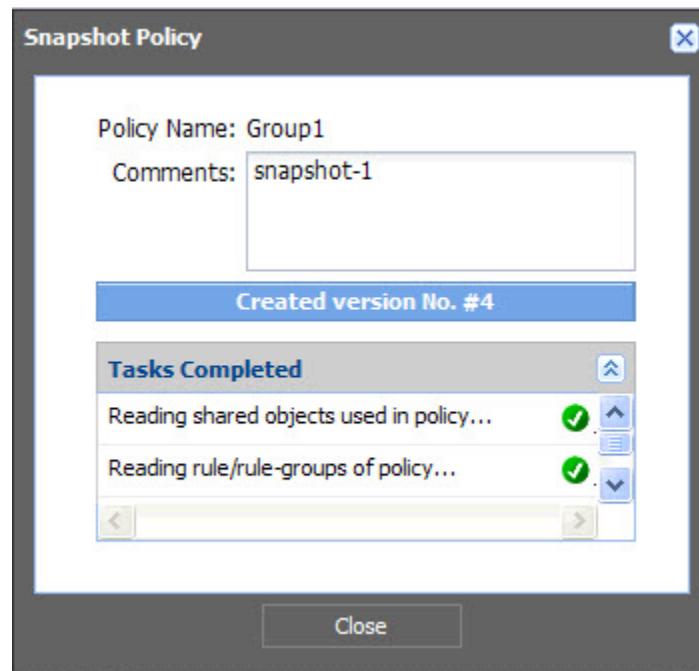 Snapshot Policy
Policy Name: Group1
Comments: snapshot-1
Created version No. #4
Tasks Completed
Reading shared objects used in policy...
Reading rule/rule-groups of policy...
Close